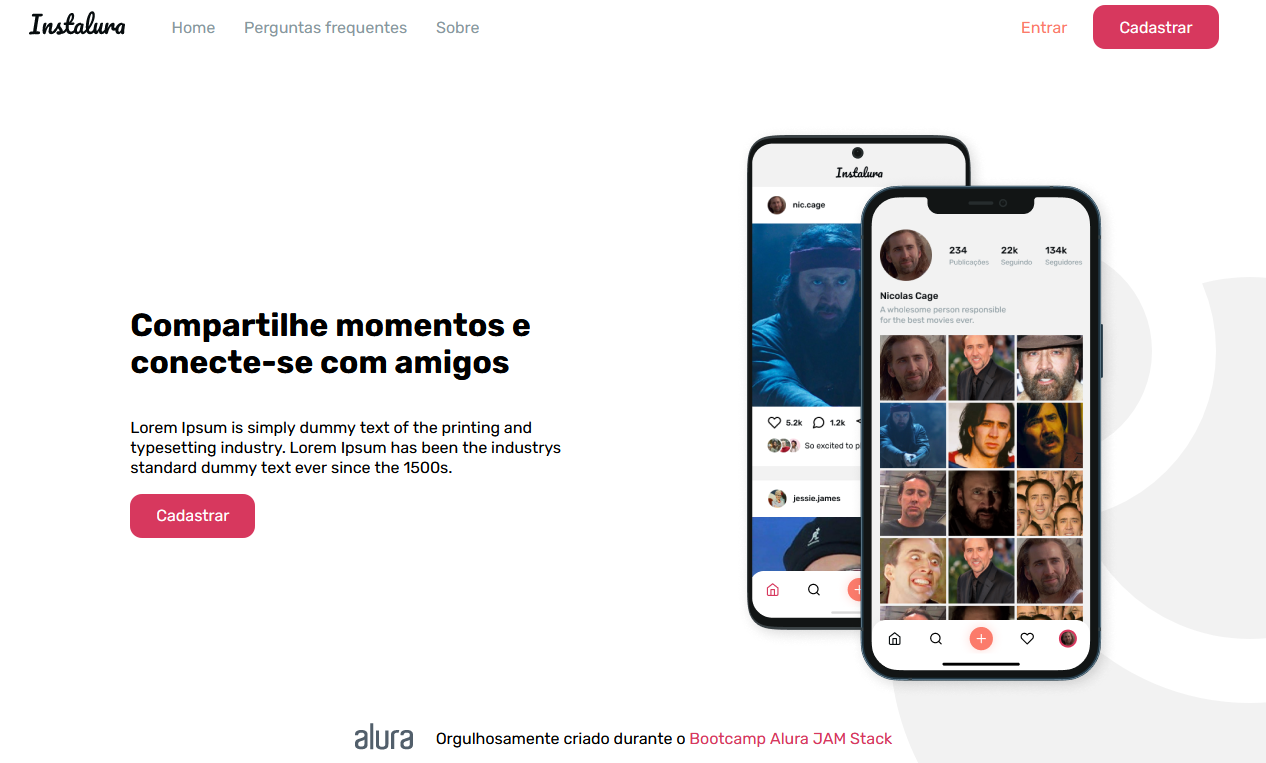 Instalura Home Perguntas frequentes Sobre Entrar Cadastrar
Compartilhe momentos e
conecte-se com amigos
Lorem Ipsum is simply dummy text of the printing and
typesetting industry. Lorem Ipsum has been the industrys
standard dummy text ever since the 1500s.
Cadastrar
Instalura
nic.cage
5.2k 1.2k
So excited to p
jessie.james
234 22k 134k
Publicações Seguindo Seguidores
Nicolas Cage
A wholesome person responsible
for the best movies ever.
alura Orgulhosamente criado durante o Bootcamp Alura JAM Stack